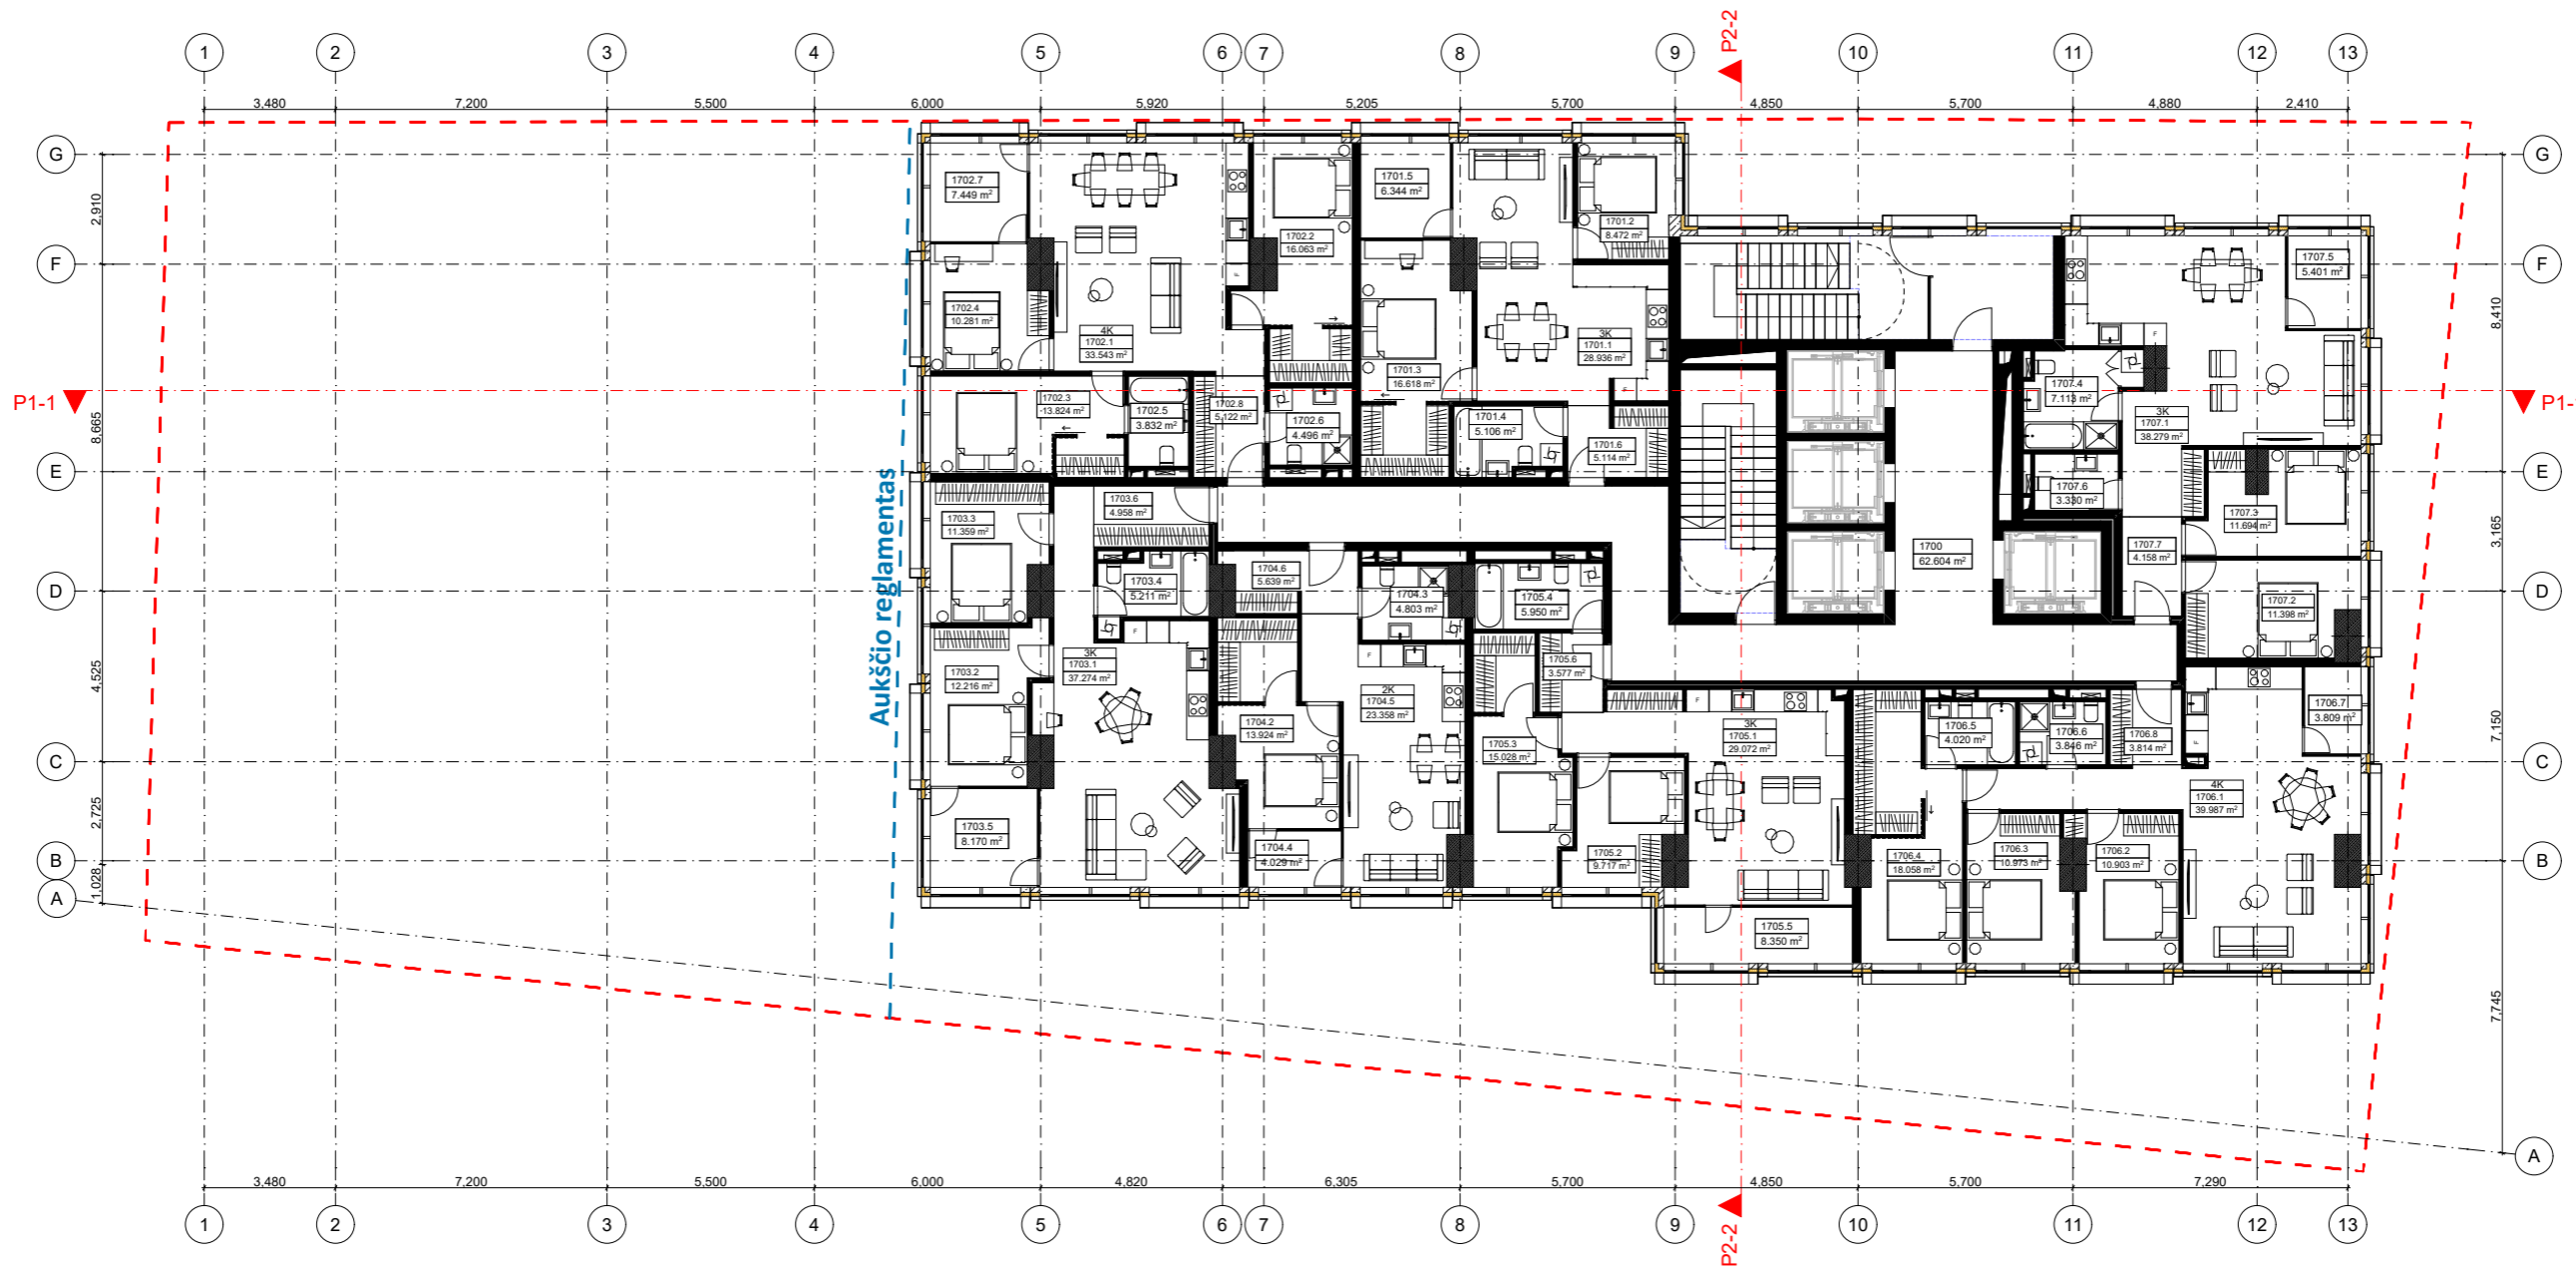 P2-2
1 2 3 4 5 6 7 8 9 10 11 12 13
3,480 7,200 5,500 6,000 5,920 5,205 5,700 4,850 5,700 4,880 2,410
G G
F F
E E
D D
C C
B B
A A
2,910
8,665
4,525
2,725
1,028
8,410
3,165
7,150
7,745
P1-1
P1-
Aukščio reglamentas
1702.7
7.449 m²
1702.2
16.063 m²
1702.4
10.281 m²
4K
1702.1
33.543 m²
1702.3
13.824 m²
1702.5
3.832 m²
1702.8
5.122 m²
1702.6
4.496 m²
1701.5
6.344 m²
1701.2
8.472 m²
3K
1701.1
28.936 m²
1701.3
16.618 m²
1701.4
5.106 m²
1701.6
5.114 m²
1707.5
5.401 m²
1707.4
7.113 m²
3K
1707.1
38.279 m²
1707.6
3.330 m²
1707.3
11.694 m²
1707.7
4.158 m²
1707.2
11.398 m²
1700
62.604 m²
1703.6
4.958 m²
1703.3
11.359 m²
1703.4
5.211 m²
3K
1703.1
37.274 m²
1703.2
12.216 m²
1703.5
8.170 m²
1704.6
5.639 m²
1704.3
4.803 m²
2K
1704.5
23.358 m²
1704.2
13.924 m²
1704.4
4.029 m²
1705.4
5.950 m²
1705.6
3.577 m²
3K
1705.1
29.072 m²
1705.3
15.028 m²
1705.2
9.717 m²
1705.5
8.350 m²
1706.5
4.020 m²
1706.6
3.846 m²
1706.8
3.814 m²
1706.7
3.809 m²
4K
1706.1
39.987 m²
1706.4
18.058 m²
1706.3
10.973 m²
1706.2
10.903 m²
F
F
F
F
F
F
F
3,480 7,200 5,500 6,000 4,820 6,305 5,700 4,850 5,700 7,290
1 2 3 4 5 6 7 8 9 10 11 12 13
P2-2